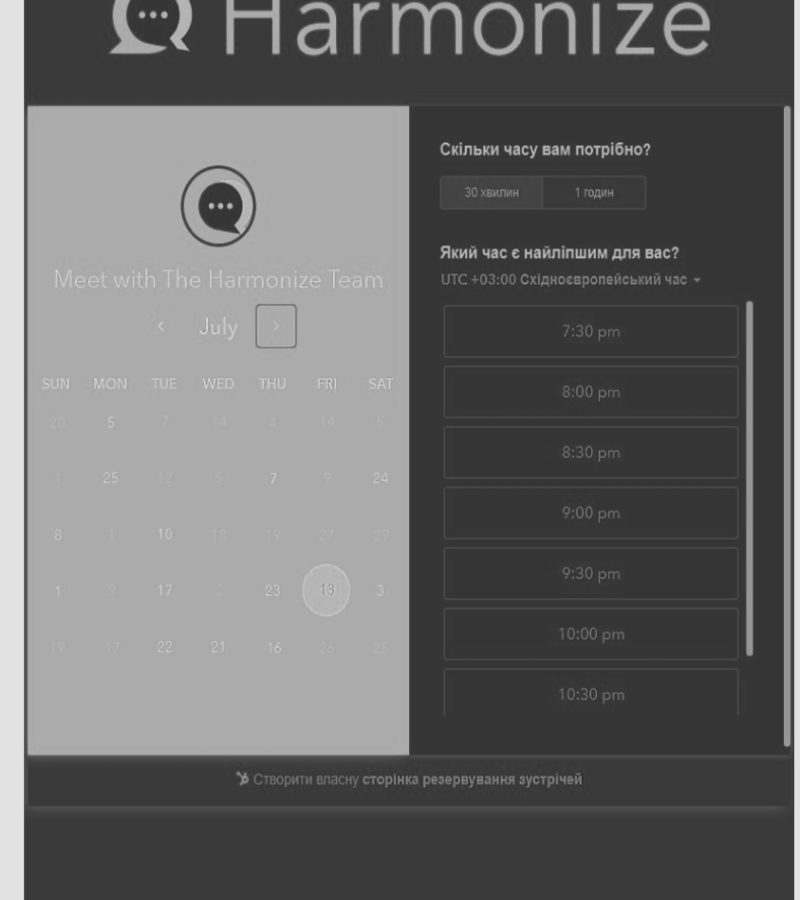 Harmonize
Meet with The Harmonize Team
July
SUN MON TUE WED THU FRI SAT
20 5 7 14 4 14 5
1 25 12 5 7 9 24
8 1 10 18 19 27 29
1 9 17 2 23 13 3
19 17 22 21 16 26 25
Скільки часу вам потрібно?
30 хвилин 1 годин
Який час є найліпшим для вас?
UTC +03:00 Східноєвропейський час
7:30 pm
8:00 pm
8:30 pm
9:00 pm
9:30 pm
10:00 pm
10:30 pm
Створити власну сторінка резервування зустрічей